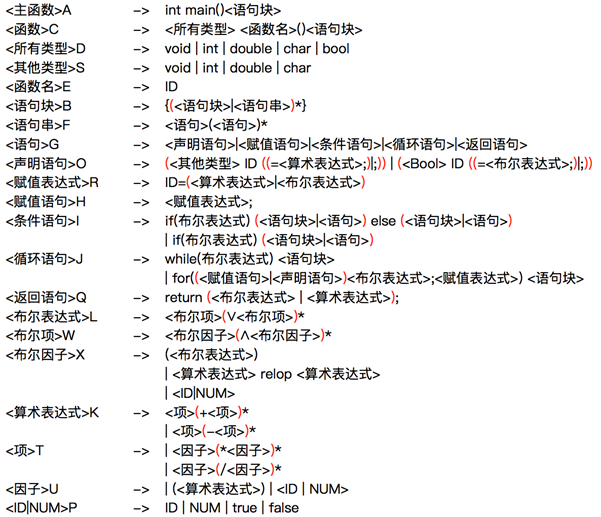 <主函数>A –> int main()<语句块>
<函数>C –> <所有类型> <函数名>()<语句块>
<所有类型>D –> void | int | double | char | bool
<其他类型>S –> void | int | double | char
<函数名>E –> ID
<语句块>B –> {(<语句块>|<语句串>)*}
<语句串>F –> <语句>(<语句>)*
<语句>G –> <声明语句>|<赋值语句>|<条件语句>|<循环语句>|<返回语句>
<声明语句>O –> (<其他类型> ID ((=<算术表达式>;)|;)) | (<Bool> ID ((=<布尔表达式>;)|;))
<赋值表达式>R –> ID=(<算术表达式>|<布尔表达式>)
<赋值语句>H –> <赋值表达式>;
<条件语句>I –> if(布尔表达式) (<语句块>|<语句>) else (<语句块>|<语句>)
| if(布尔表达式) (<语句块>|<语句>)
<循环语句>J –> while(布尔表达式) <语句块>
| for((<赋值语句>|<声明语句>)<布尔表达式>;<赋值表达式>) <语句块>
<返回语句>Q –> return (<布尔表达式> | <算术表达式>);
<布尔表达式>L –> <布尔项>(∨<布尔项>)*
<布尔项>W –> <布尔因子>(∧<布尔因子>)*
<布尔因子>X –> (<布尔表达式>)
| <算术表达式> relop <算术表达式>
| <ID|NUM>
<算术表达式>K –> <项>(+<项>)*
| <项>(-<项>)*
<项>T –> | <因子>(*<因子>)*
| <因子>(/<因子>)*
<因子>U –> | (<算术表达式>) | <ID | NUM>
<ID|NUM>P –> ID | NUM | true | false